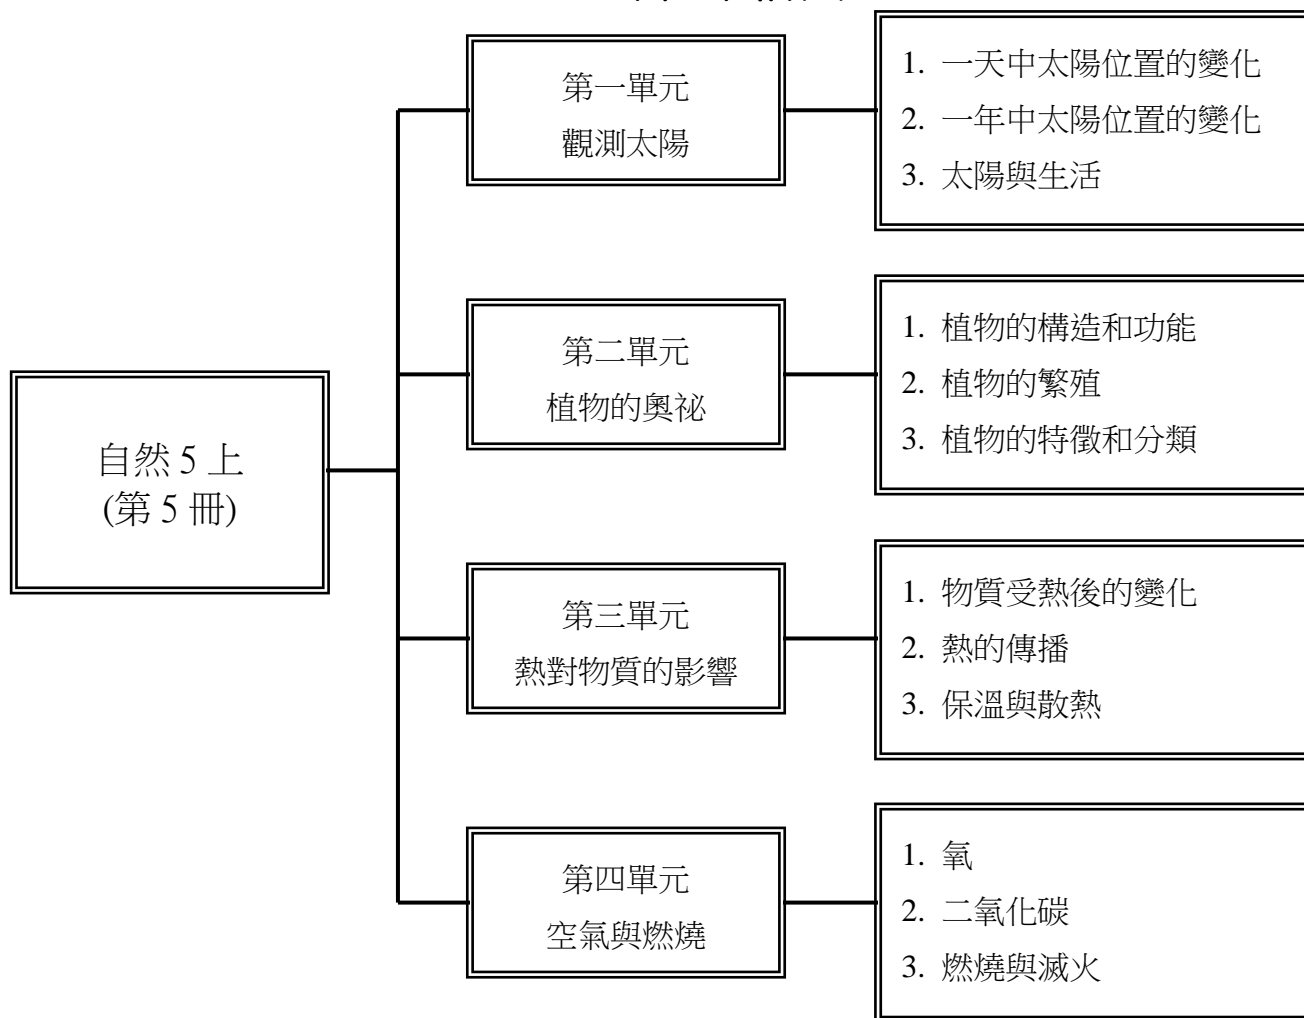 自然 5 上
(第 5 冊)
第一單元
觀測太陽
1. 一天中太陽位置的變化
2. 一年中太陽位置的變化
3. 太陽與生活
第二單元
植物的奧祕
1. 植物的構造和功能
2. 植物的繁殖
3. 植物的特徵和分類
第三單元
熱對物質的影響
1. 物質受熱後的變化
2. 熱的傳播
3. 保溫與散熱
第四單元
空氣與燃燒
1. 氧
2. 二氧化碳
3. 燃燒與滅火